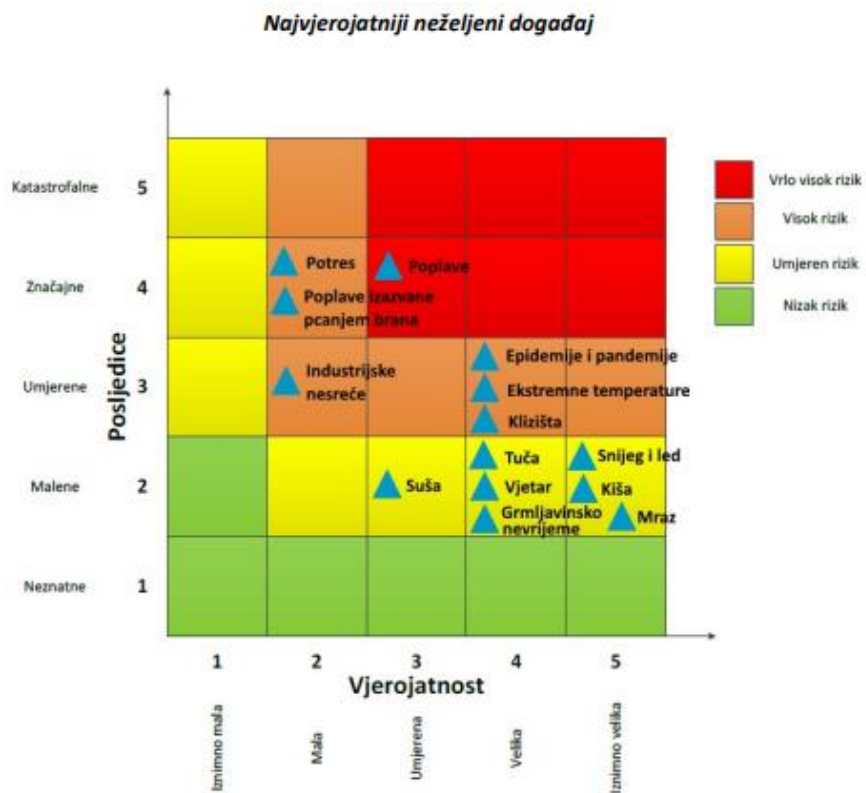 Najvjerojatniji neželjeni događaj
Katastrofalne 5
Vrlo visok rizik
Visok rizik
Umjeren rizik
Nizak rizik
Značajne 4
Potres
Poplave
Poplave izazvane
pcanjem brana
Posljedice
Umjerene 3
Industrijske
nesreće
Epidemije i pandemije
Ekstremne temperature
Klizišta
Malene 2
Suša
Tuča
Vjetar
Grmljavinsko
nevrijeme
Snijeg i led
Kiša
Mraz
Neznatne 1
1 2 3 4 5
Vjerojatnost
Iznimno mala
Mala
Umjerena
Velika
Iznimno velika